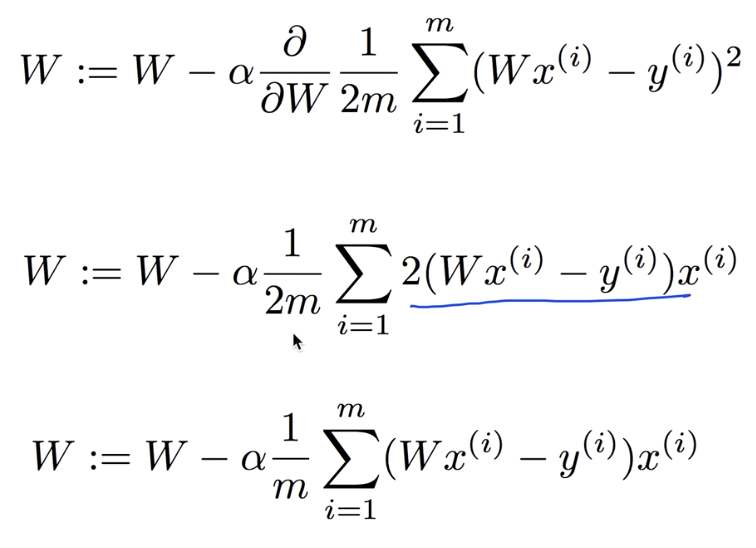 W := W − α ∂/∂W 1/2m ∑_{i=1}^{m} (Wx^{(i)} − y^{(i)})^2
W := W − α 1/2m ∑_{i=1}^{m} 2(Wx^{(i)} − y^{(i)})x^{(i)}
W := W − α 1/m ∑_{i=1}^{m} (Wx^{(i)} − y^{(i)})x^{(i)}